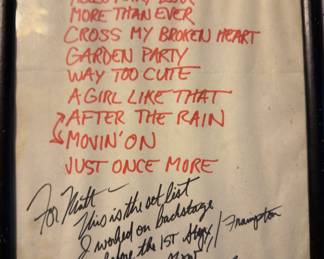 MORE THAN EVER
CROSS MY BROKEN HEART
GARDEN PARTY
WAY TOO CUTE
A GIRL LIKE THAT
AFTER THE RAIN
MOVIN' ON
JUST ONCE MORE
For
This is the set list
I worked on backstage
before the 1st Styx / Frampton